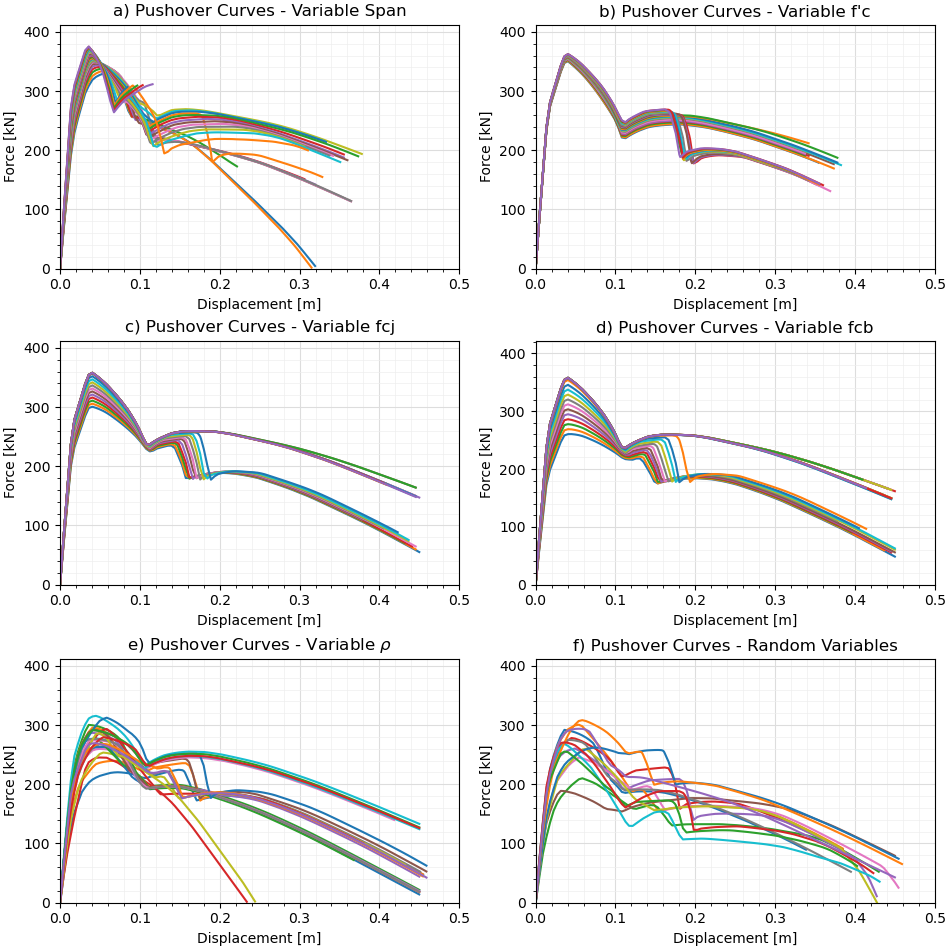 a) Pushover Curves - Variable Span
400
300
200
100
0
Force [kN]
0.0 0.1 0.2 0.3 0.4 0.5
Displacement [m]
b) Pushover Curves - Variable f'c
400
300
200
100
0
Force [kN]
0.0 0.1 0.2 0.3 0.4 0.5
Displacement [m]
c) Pushover Curves - Variable fcj
400
300
200
100
0
Force [kN]
0.0 0.1 0.2 0.3 0.4 0.5
Displacement [m]
d) Pushover Curves - Variable fcb
400
300
200
100
0
Force [kN]
0.0 0.1 0.2 0.3 0.4 0.5
Displacement [m]
e) Pushover Curves - Variable ρ
400
300
200
100
0
Force [kN]
0.0 0.1 0.2 0.3 0.4 0.5
Displacement [m]
f) Pushover Curves - Random Variables
400
300
200
100
0
Force [kN]
0.0 0.1 0.2 0.3 0.4 0.5
Displacement [m]